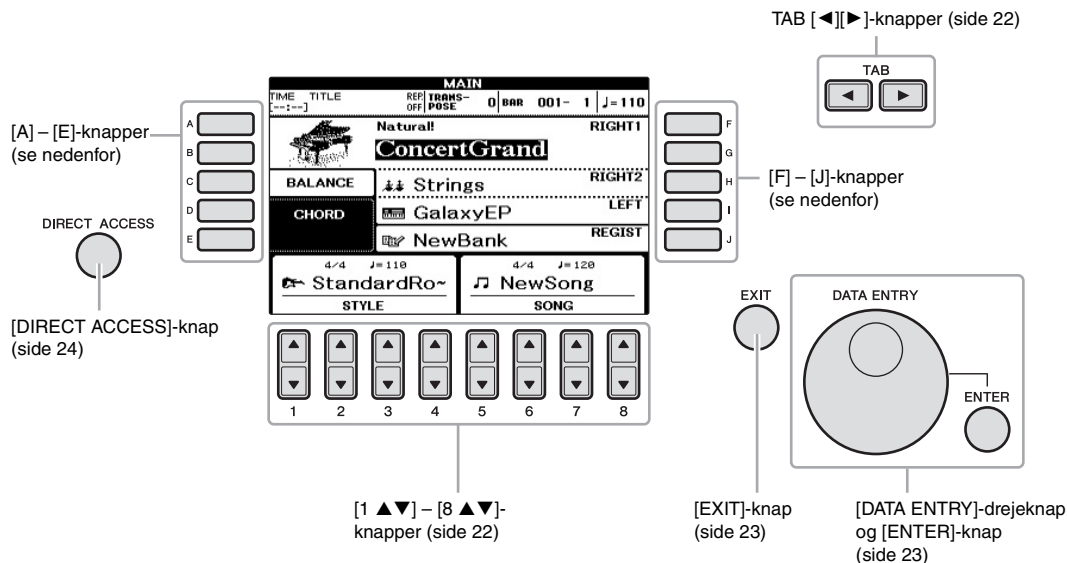 TAB [◄][►]-knapper (side 22)
TAB
MAIN
TIME TITLE
[--:--]
REP OFF
TRANS-
POSE
0
BAR 001- 1
♩=110
[A] – [E]-knapper
(se nedenfor)
A
B
C
D
E
Natural!
RIGHT1
ConcertGrand
BALANCE
Strings
RIGHT2
CHORD
GalaxyEP
LEFT
NewBank
REGIST
4/4 ♩=110
StandardRo~
STYLE
4/4 ♩=120
NewSong
SONG
F
G
H
I
J
[F] – [J]-knapper
(se nedenfor)
DIRECT ACCESS
[DIRECT ACCESS]-knap
(side 24)
1 2 3 4 5 6 7 8
EXIT
DATA ENTRY
ENTER
[1 ▲▼] – [8 ▲▼]-
knapper (side 22)
[EXIT]-knap
(side 23)
[DATA ENTRY]-drejeknap
og [ENTER]-knap
(side 23)